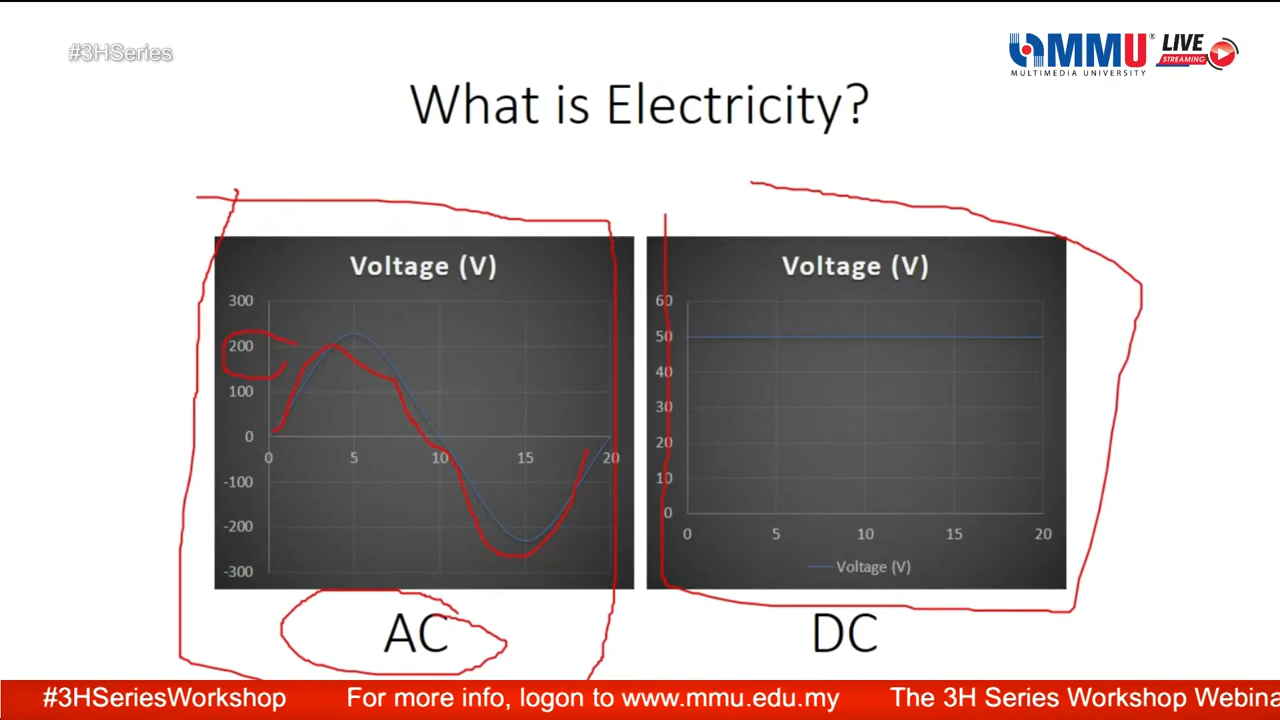 #3HSeries
MMU LIVE
STREAMING
MULTIMEDIA UNIVERSITY
What is Electricity?
Voltage (V)
300
200
100
0
-100
-200
-300
0 5 10 15 20
Voltage (V)
60
50
40
30
20
10
0
0 5 10 15 20
Voltage (V)
AC
DC
#3HSeriesWorkshop For more info, logon to www.mmu.edu.my The 3H Series Workshop Webina